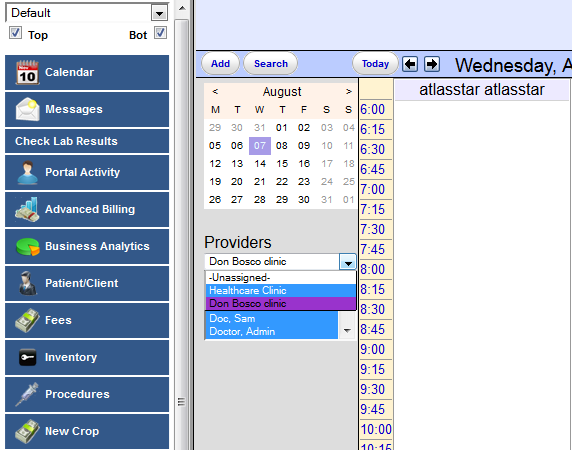 Default
Top Bot
Calendar
Messages
Check Lab Results
Portal Activity
Advanced Billing
Business Analytics
Patient/Client
Fees
Inventory
Procedures
New Crop
Add Search Today Wednesday, A
< August >
M T W T F S S
29 30 31 01 02 03 04
05 06 07 08 09 10 11
12 13 14 15 16 17 18
19 20 21 22 23 24 25
26 27 28 29 30 31 01
Providers
Don Bosco clinic
-Unassigned-
Healthcare Clinic
Don Bosco clinic
Doc, Sam
Doctor, Admin
atlasstar atlasstar
6:00
6:15
6:30
6:45
7:00
7:15
7:30
7:45
8:00
8:15
8:30
8:45
9:00
9:15
9:30
9:45
10:00
10:15